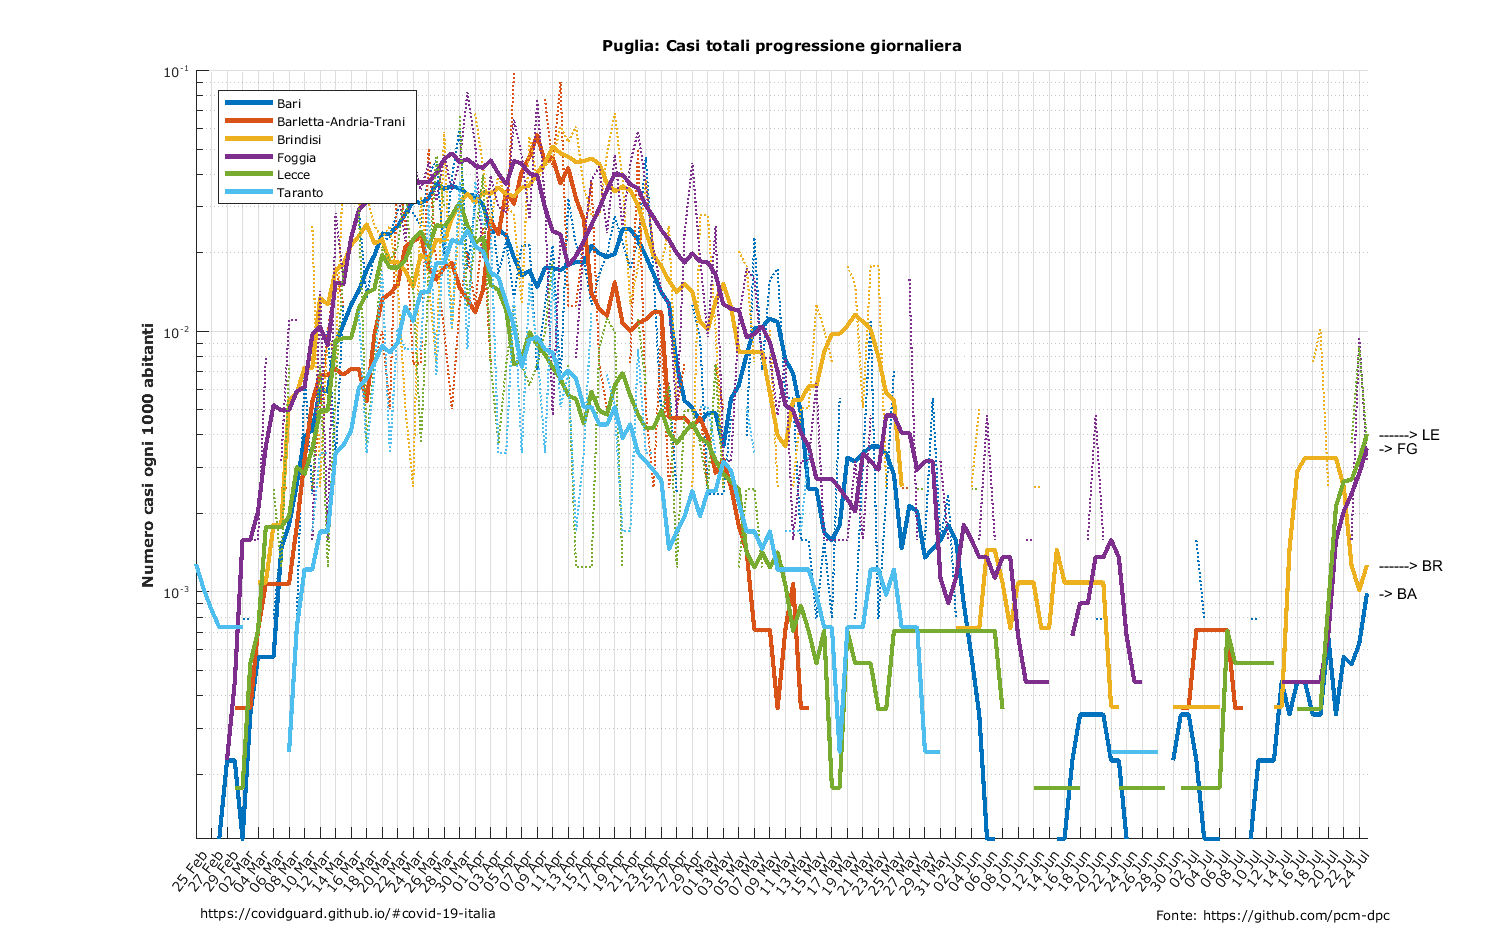 Puglia: Casi totali progressione giornaliera
Numero casi ogni 1000 abitanti
10-1
10-2
10-3
Bari
Barletta-Andria-Trani
Brindisi
Foggia
Lecce
Taranto
------> LE
-> FG
------> BR
-> BA
25 Feb
27 Feb
29 Feb
02 Mar
04 Mar
06 Mar
08 Mar
10 Mar
12 Mar
14 Mar
16 Mar
18 Mar
20 Mar
22 Mar
24 Mar
26 Mar
28 Mar
30 Mar
01 Apr
03 Apr
05 Apr
07 Apr
09 Apr
11 Apr
13 Apr
15 Apr
17 Apr
19 Apr
21 Apr
23 Apr
25 Apr
27 Apr
29 Apr
01 May
03 May
05 May
07 May
09 May
11 May
13 May
15 May
17 May
19 May
21 May
23 May
25 May
27 May
29 May
31 May
02 Jun
04 Jun
06 Jun
08 Jun
10 Jun
12 Jun
14 Jun
16 Jun
18 Jun
20 Jun
22 Jun
24 Jun
26 Jun
28 Jun
30 Jun
02 Jul
04 Jul
06 Jul
08 Jul
10 Jul
12 Jul
14 Jul
16 Jul
18 Jul
20 Jul
22 Jul
24 Jul
https://covidguard.github.io/#covid-19-italia
Fonte: https://github.com/pcm-dpc